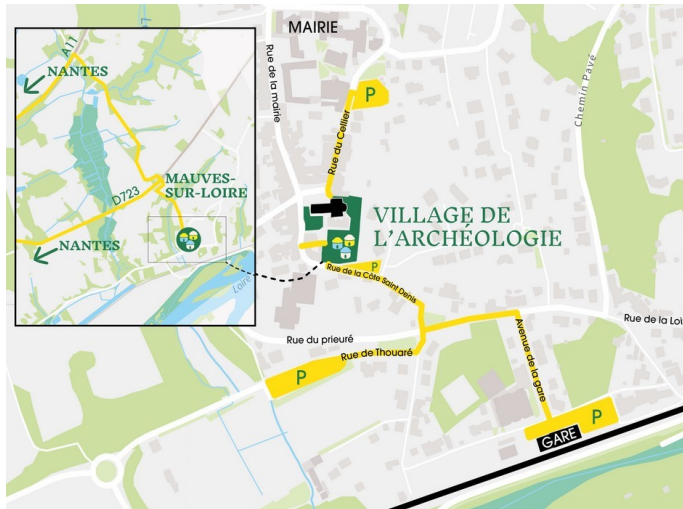 A11
NANTES
MAUVES-
SUR-LOIRE
D723
NANTES
Loire
MAIRIE
Rue de la mairie
P
Rue du Cellier
Chemin Pavé
VILLAGE DE
L'ARCHÉOLOGIE
P
Rue de la Côte Saint Denis
Rue du prieuré
Rue de Thouaré
Avenue de la gare
Rue de la Loi
P
P
GARE